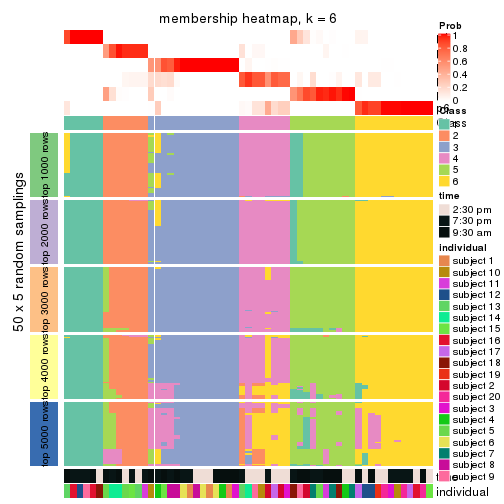 membership heatmap, k = 6
Prob
1
0.8
0.6
0.4
0.2
0
Class
1
2
3
4
5
6
time
2:30 pm
7:30 pm
9:30 am
individual
subject 1
subject 10
subject 11
subject 12
subject 13
subject 14
subject 15
subject 16
subject 17
subject 18
subject 19
subject 2
subject 20
subject 3
subject 4
subject 5
subject 6
subject 7
subject 8
subject 9
50 x 5 random samplings
top 1000 rows
top 2000 rows
top 3000 rows
top 4000 rows
top 5000 rows
individual